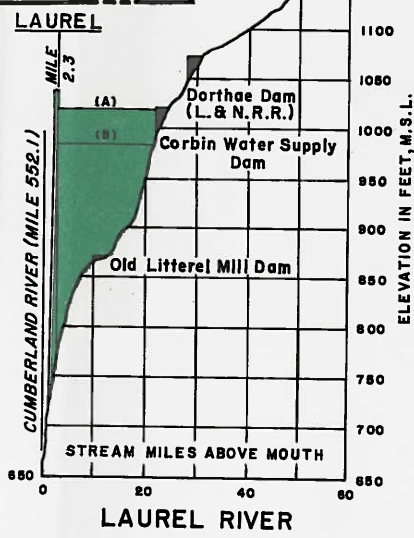 LAUREL
MILE 2.3
1100
1050
Dorthae Dam
(L. & N.R.R.)
(A)
1000
(B)
Corbin Water Supply
Dam
950
900
Old Litterel Mill Dam
850
800
750
700
650
CUMBERLAND RIVER (MILE 552.1)
ELEVATION IN FEET, M.S.L.
STREAM MILES ABOVE MOUTH
650
0
20
40
60
LAUREL RIVER